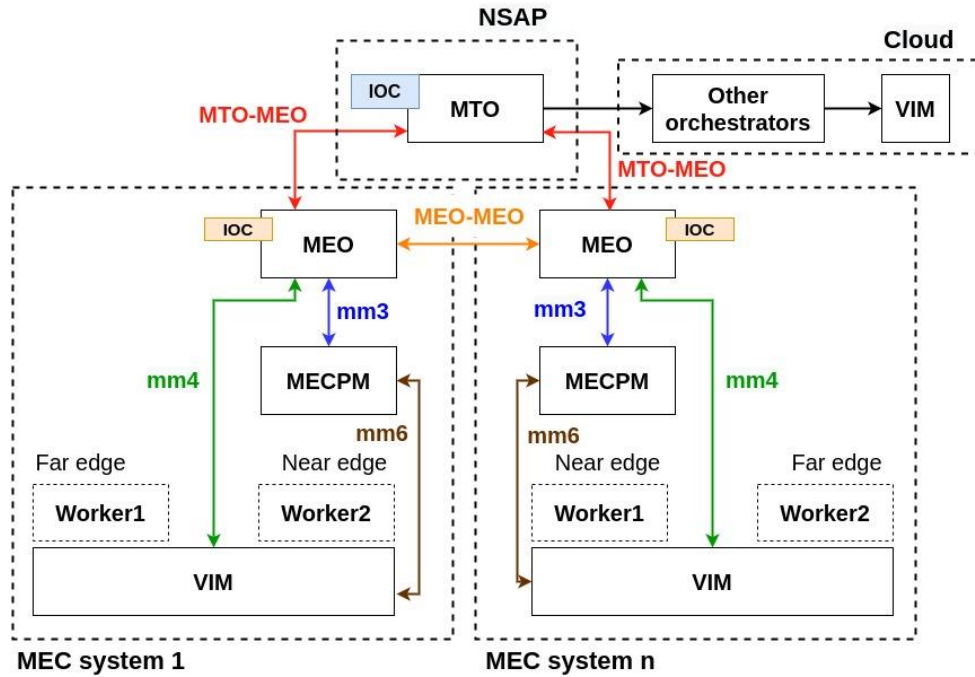 NSAP
Cloud
IOC
MTO
Other
orchestrators
VIM
MTO-MEO
MTO-MEO
IOC
MEO
MEO-MEO
MEO
IOC
mm3
mm3
mm4
MECPM
MECPM
mm4
mm6
mm6
Far edge
Near edge
Near edge
Far edge
Worker1
Worker2
Worker1
Worker2
VIM
VIM
MEC system 1
MEC system n